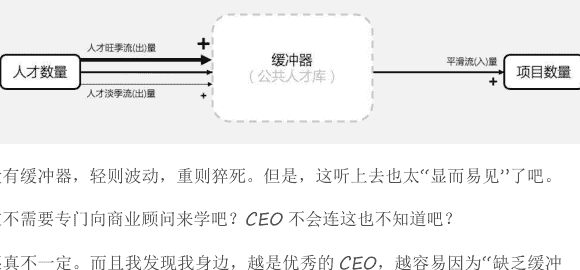 人才旺季流(出)量
+
人才数量
缓冲器
(公共人才库)
平滑流(入)量
+
项目数量
人才淡季流(出)量
+
有缓冲器，轻则波动，重则猝死。但是，这听上去也太“显而易见”了吧。
不需要专门向商业顾问来学吧？CEO 不会连这也不知道吧？
真不一定。而且我发现我身边，越是优秀的 CEO，越容易因为“缺乏缓冲